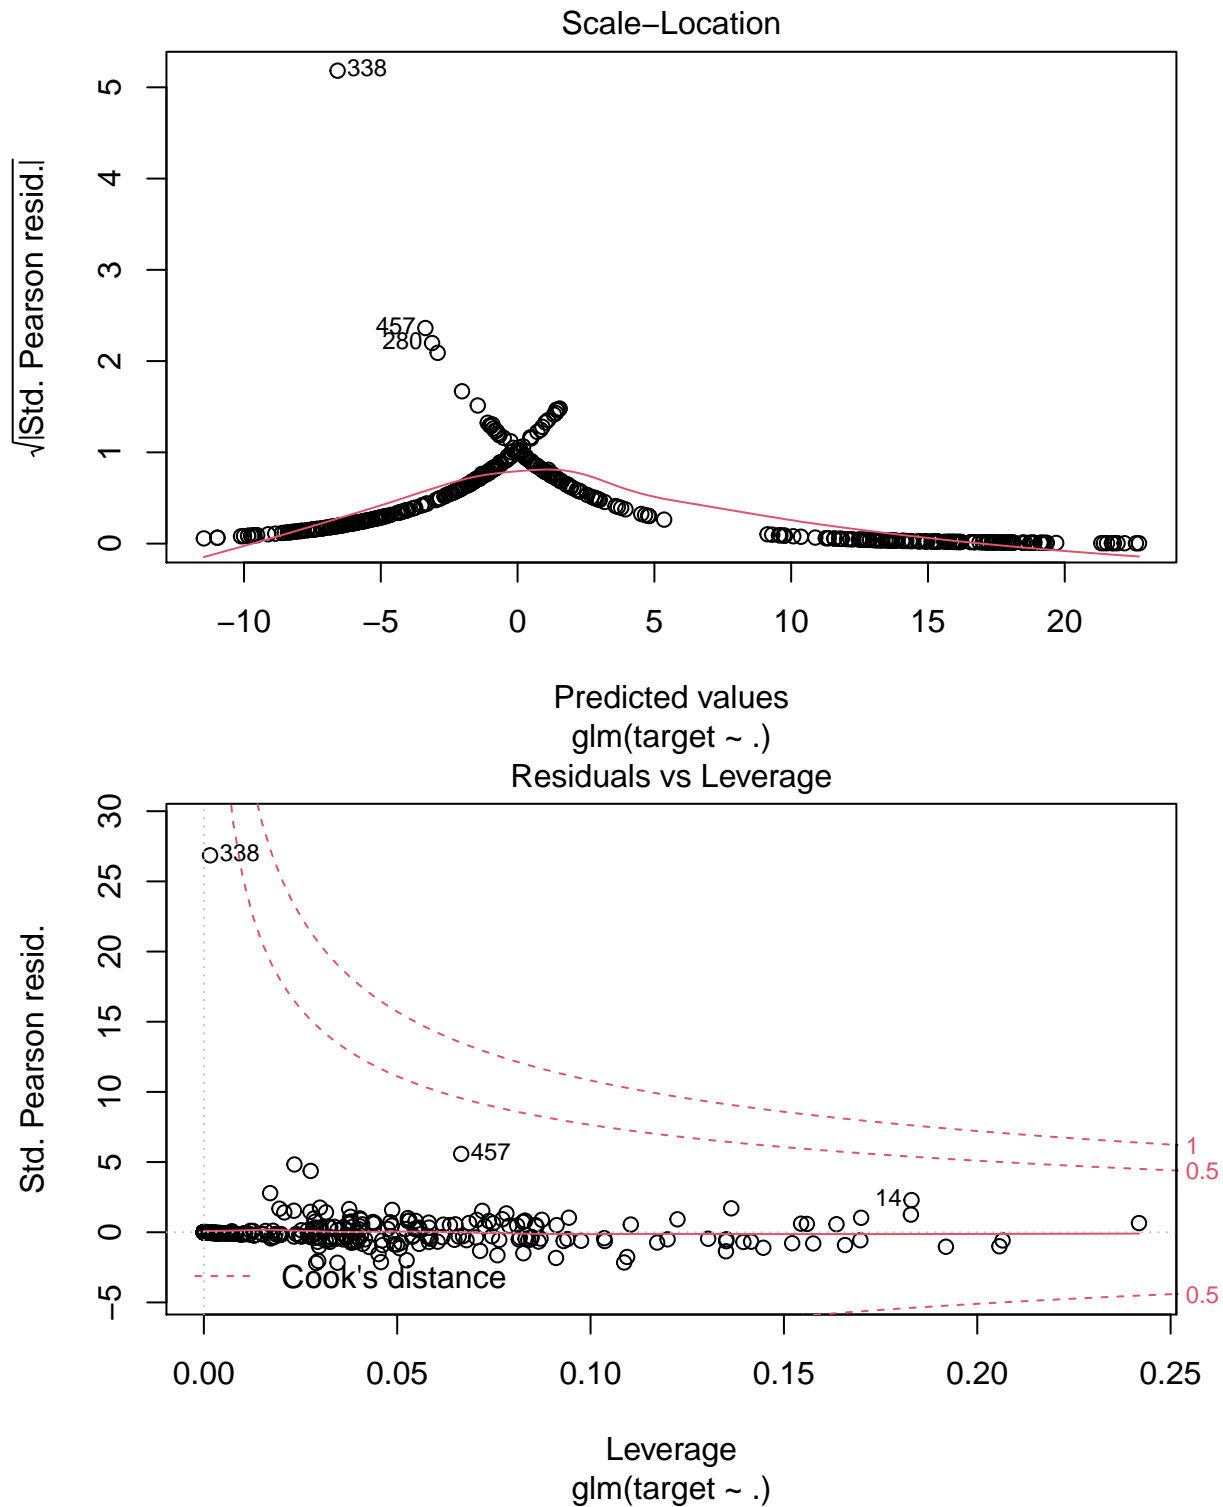 Scale−Location
√|Std. Pearson resid.|
5
4
3
2
1
0
338
457
280
−10 −5 0 5 10 15 20
Predicted values
glm(target ~ .)
Residuals vs Leverage
Std. Pearson resid.
30
25
20
15
10
5
0
−5
338
457
14
1
0.5
0.5
Cook's distance
0.00 0.05 0.10 0.15 0.20 0.25
Leverage
glm(target ~ .)